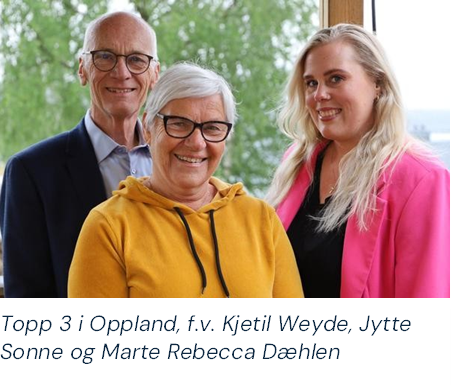 Topp 3 i Oppland, f.v. Kjetil Weyde, Jytte
Sonne og Marte Rebecca Dæhlen